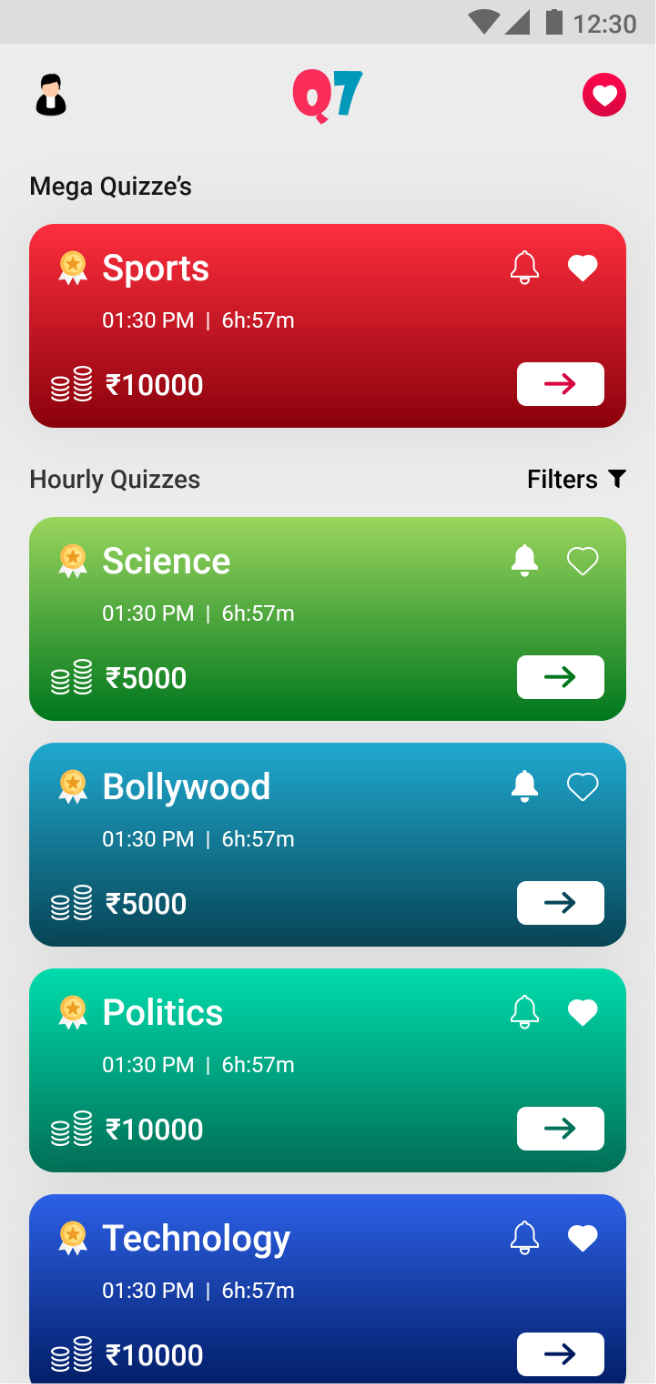 12:30
Q7
Mega Quizze’s
Sports
01:30 PM | 6h:57m
₹10000
Hourly Quizzes
Filters
Science
01:30 PM | 6h:57m
₹5000
Bollywood
01:30 PM | 6h:57m
₹5000
Politics
01:30 PM | 6h:57m
₹10000
Technology
01:30 PM | 6h:57m
₹10000